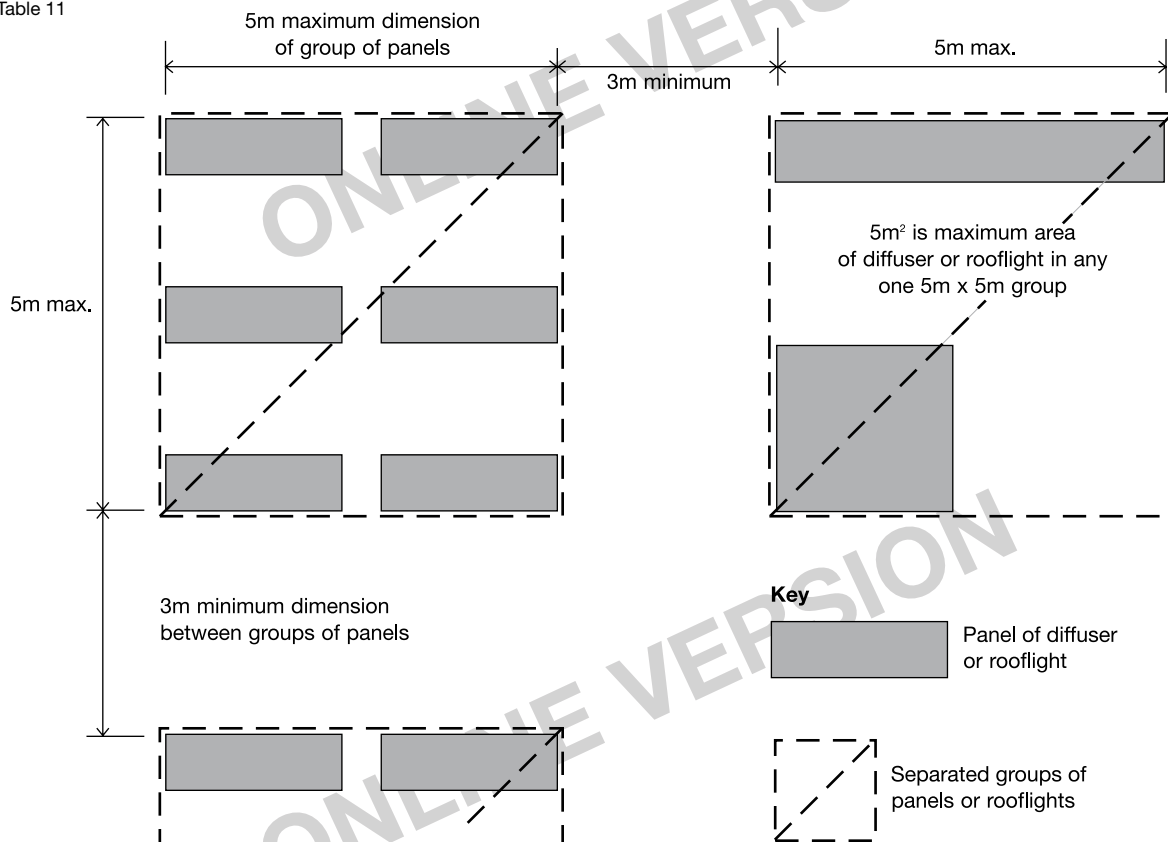 Table 11
5m maximum dimension
of group of panels
3m minimum
5m max.
5m max.
5m² is maximum area
of diffuser or rooflight in any
one 5m x 5m group
3m minimum dimension
between groups of panels
Key
Panel of diffuser
or rooflight
Separated groups of
panels or rooflights
ONLINE VERSION
ONLINE VERSION